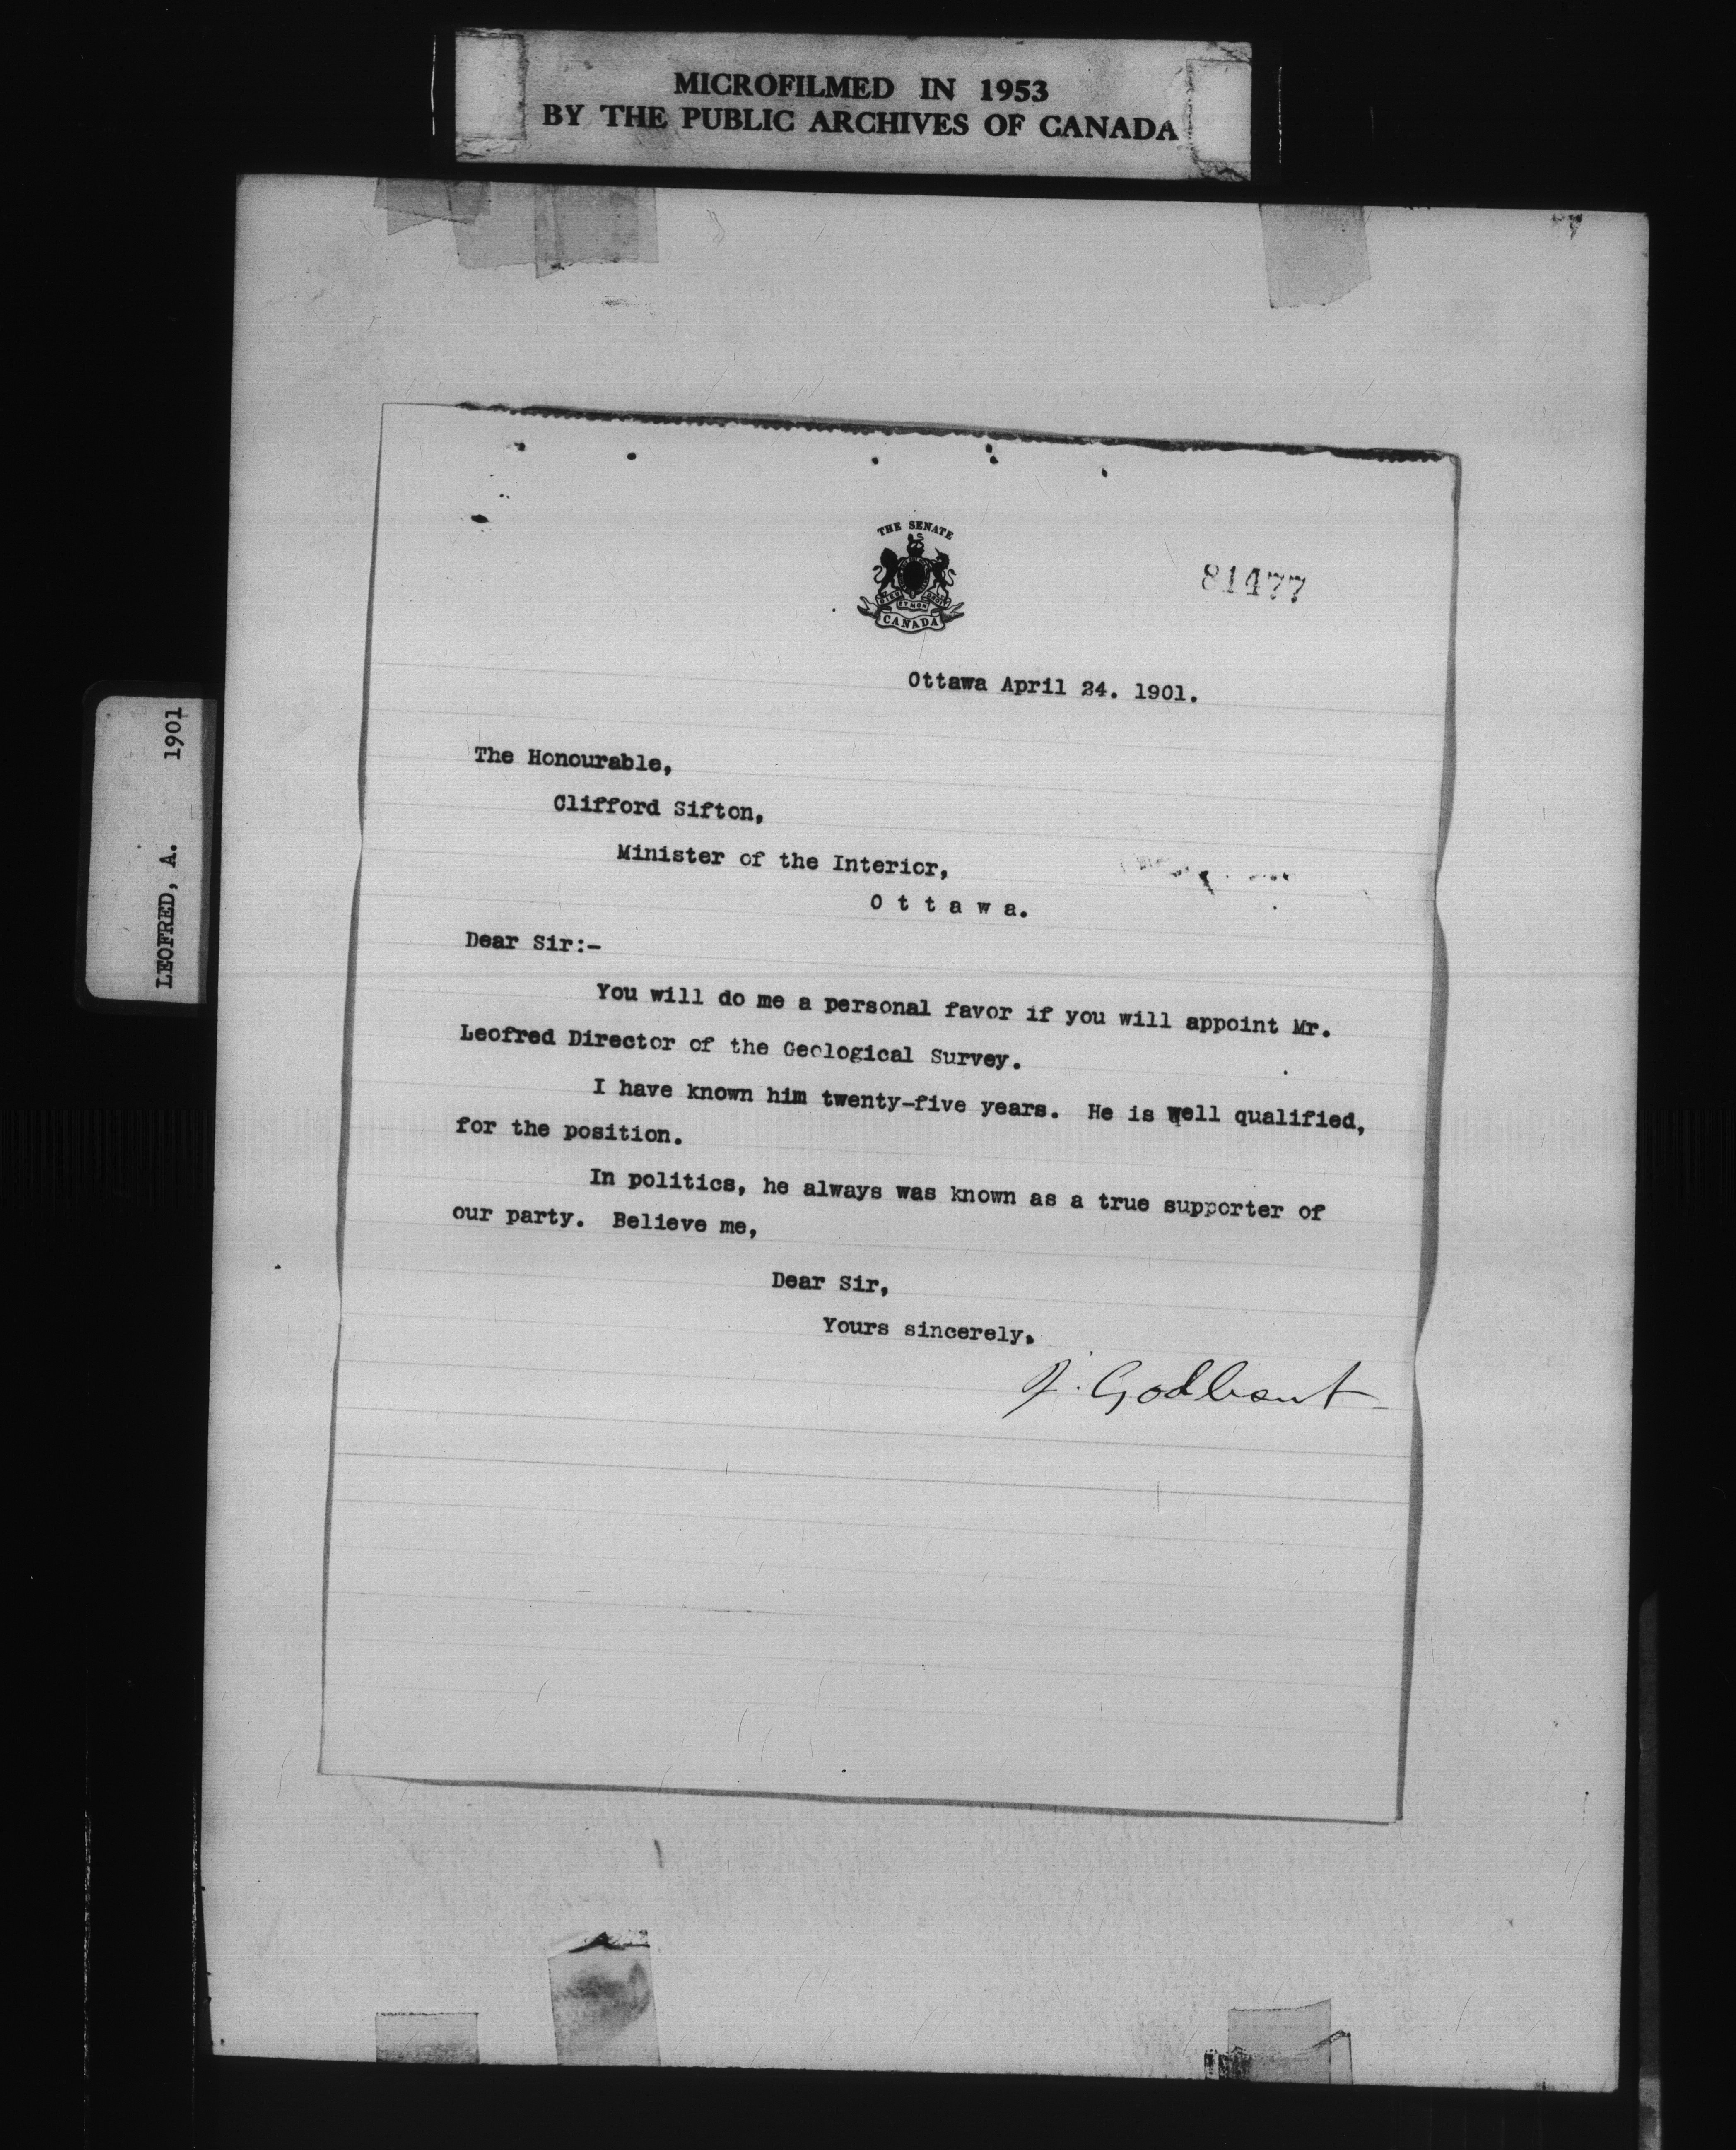 MICROFILMED IN 1953
BY THE PUBLIC ARCHIVES OF CANADA
LEOFRED, A. 1901
THE SENATE
DIEU ET MON DROIT
CANADA
81477
Ottawa April 24. 1901.
The Honourable,
Clifford Sifton,
Minister of the Interior,
O t t a w a.
Dear Sir:-
You will do me a personal favor if you will appoint Mr.
Leofred Director of the Geological Survey.
I have known him twenty-five years. He is well qualified,
for the position.
In politics, he always was known as a true supporter of
our party. Believe me,
Dear Sir,
Yours sincerely,
J. Godbout